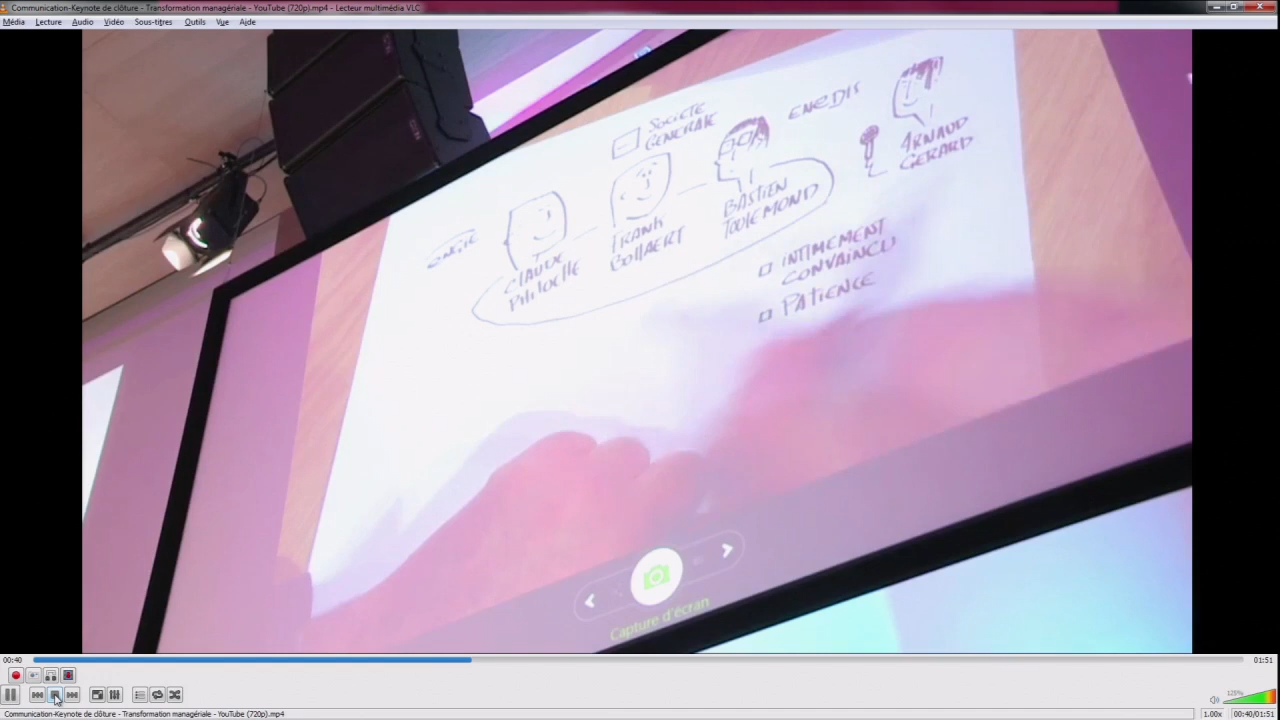 Communication-Keynote de clôture - Transformation managériale - YouTube (720p).mp4 - Lecteur multimédia VLC
Média Lecture Audio Vidéo Sous-titres Outils Vue Aide
SOCIETE
GENERALE
ENEDIS
ARNAUD
GERARD
BASTIEN
TOULEMOND
FRANK
COLLAERT
CLAUDE
PHILOCHE
INTIMEMENT
CONVAINCU
PATIENCE
Capture d'écran
00:40
01:51
125%
Communication-Keynote de clôture - Transformation managériale - YouTube (720p).mp4
1.00x
00:40/01:51